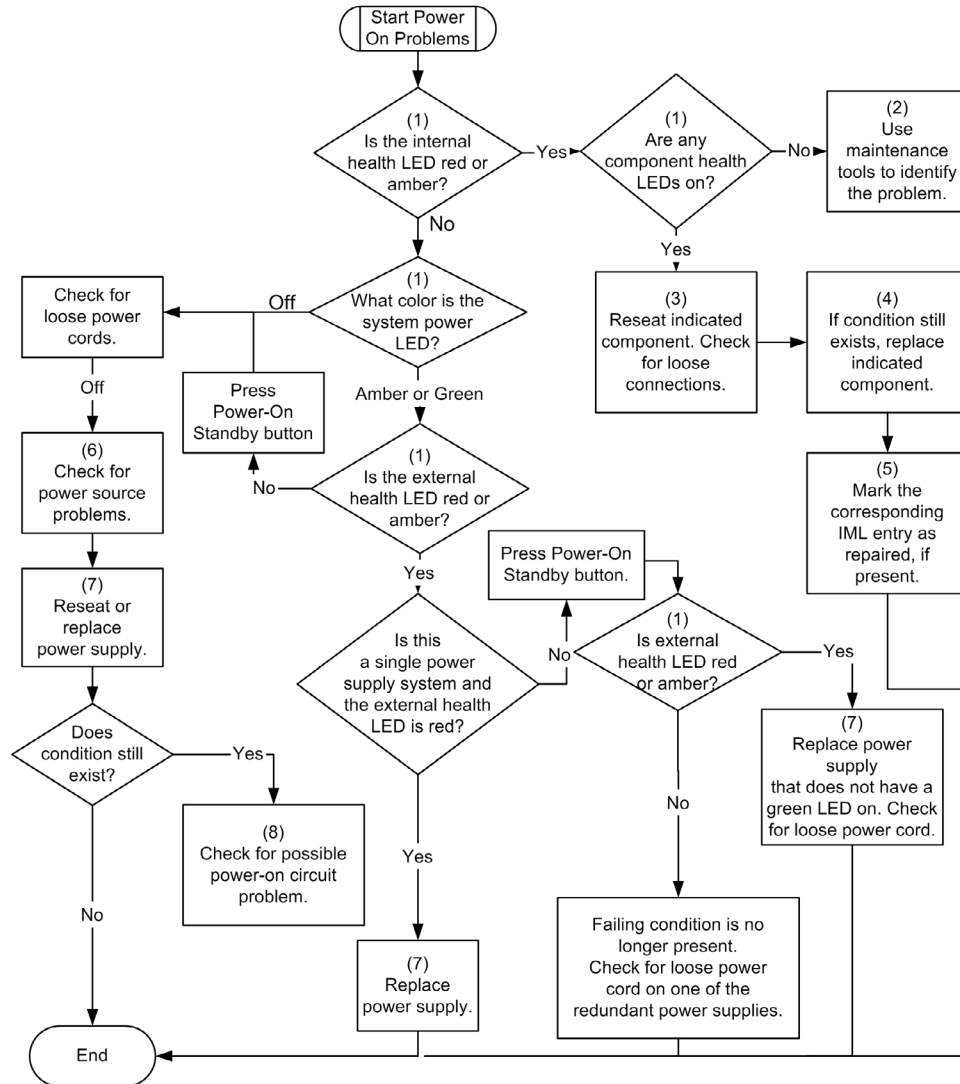 Start Power
On Problems
(1)
Is the internal
health LED red or
amber?
Yes
(1)
Are any
component health
LEDs on?
No
(2)
Use
maintenance
tools to identify
the problem.
No
Yes
(3)
Reseat indicated
component. Check
for loose
connections.
(4)
If condition still
exists, replace
indicated
component.
(5)
Mark the
corresponding
IML entry as
repaired, if
present.
(1)
What color is the
system power
LED?
Off
Check for
loose power
cords.
Off
(6)
Check for
power source
problems.
(7)
Reseat or
replace
power supply.
Does
condition still
exist?
Yes
(8)
Check for possible
power-on circuit
problem.
No
Amber or Green
(1)
Is the external
health LED red or
amber?
No
Press
Power-On
Standby button
Yes
Is this
a single power
supply system and
the external health
LED is red?
No
Press Power-On
Standby button.
(1)
Is external
health LED red
or amber?
Yes
(7)
Replace power
supply
that does not have a
green LED on. Check
for loose power cord.
No
Failing condition is no
longer present.
Check for loose power
cord on one of the
redundant power supplies.
Yes
(7)
Replace
power supply.
End